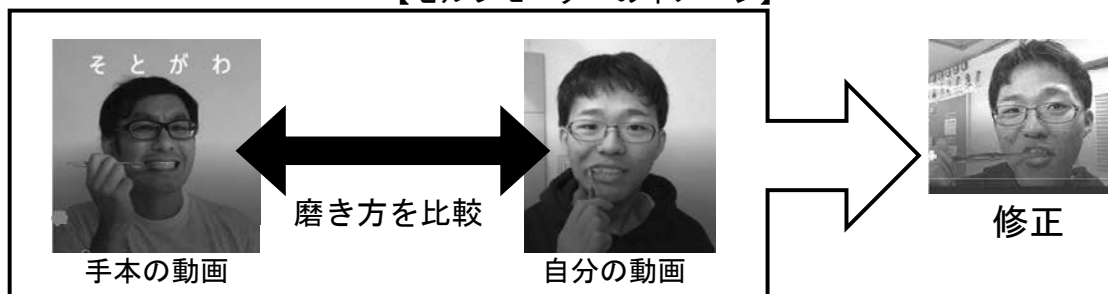 そとがわ
磨き方を比較
手本の動画
自分の動画
修正